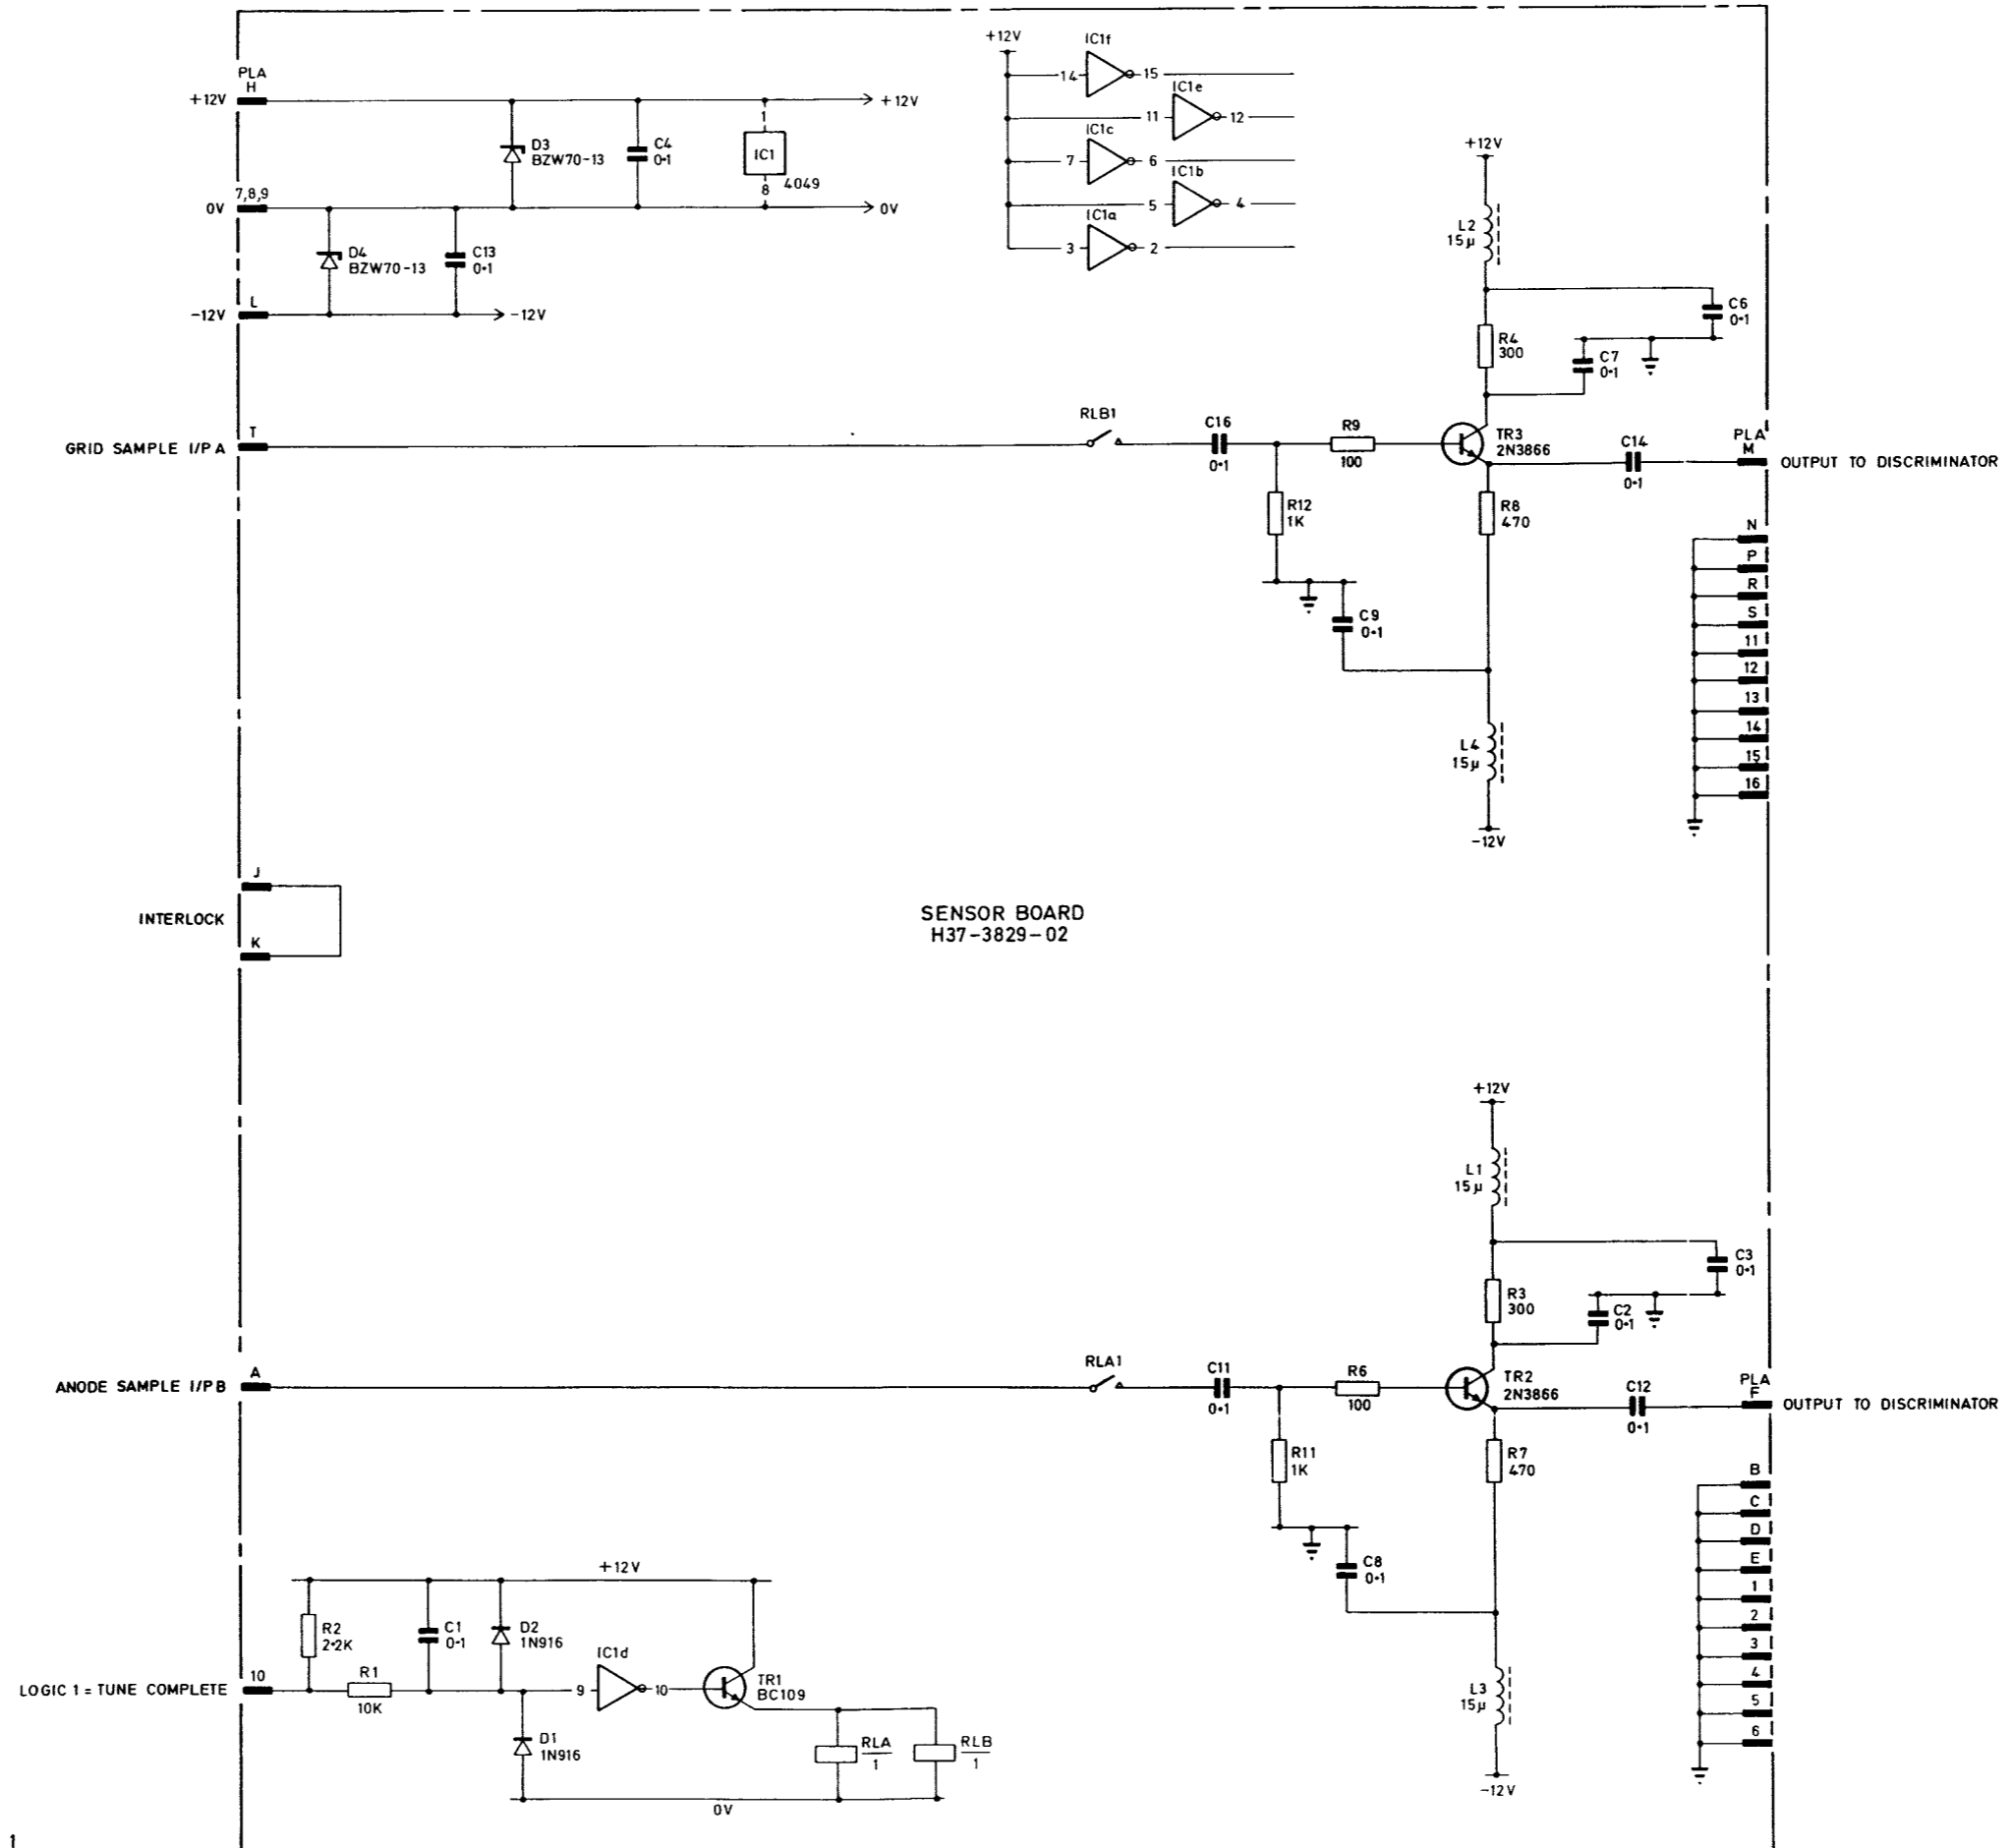 PLA
H
+12V
+12V
D3
BZW70-13
C4
0·1
1
IC1
8
4049
7,8,9
0V
0V
D4
BZW70-13
C13
0·1
L
-12V
-12V
+12V
IC1f
14
15
IC1e
11
12
IC1c
7
6
IC1b
5
4
IC1a
3
2
+12V
L2
15µ
C6
0·1
R4
300
C7
0·1
GRID SAMPLE I/P A
T
RLB1
C16
0·1
R9
100
TR3
2N3866
C14
0·1
PLA
M
OUTPUT TO DISCRIMINATOR
R12
1K
R8
470
C9
0·1
L4
15µ
-12V
N
P
R
S
11
12
13
14
15
16
J
INTERLOCK
K
SENSOR BOARD
H37-3829-02
+12V
L1
15µ
C3
0·1
R3
300
C2
0·1
ANODE SAMPLE I/P B
A
RLA1
C11
0·1
R6
100
TR2
2N3866
C12
0·1
PLA
F
OUTPUT TO DISCRIMINATOR
R11
1K
R7
470
C8
0·1
L3
15µ
-12V
B
C
D
E
1
2
3
4
5
6
+12V
R2
2·2K
C1
0·1
D2
1N916
IC1d
9
10
TR1
BC109
LOGIC 1 = TUNE COMPLETE
10
R1
10K
D1
1N916
RLA
1
RLB
1
0V
1